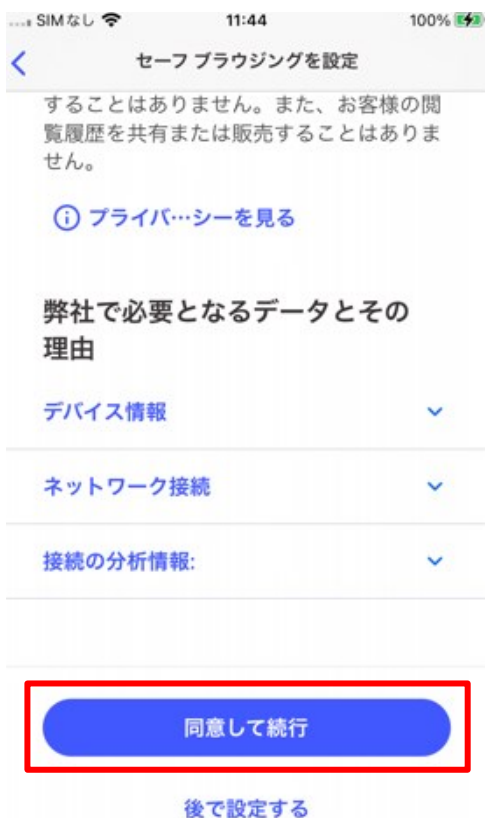 SIMなし 11:44 100%
セーフ ブラウジングを設定
することはありません。また、お客様の閲
覧履歴を共有または販売することはありま
せん。
プライバ…シーを見る
弊社で必要となるデータとその
理由
デバイス情報
ネットワーク接続
接続の分析情報:
同意して続行
後で設定する